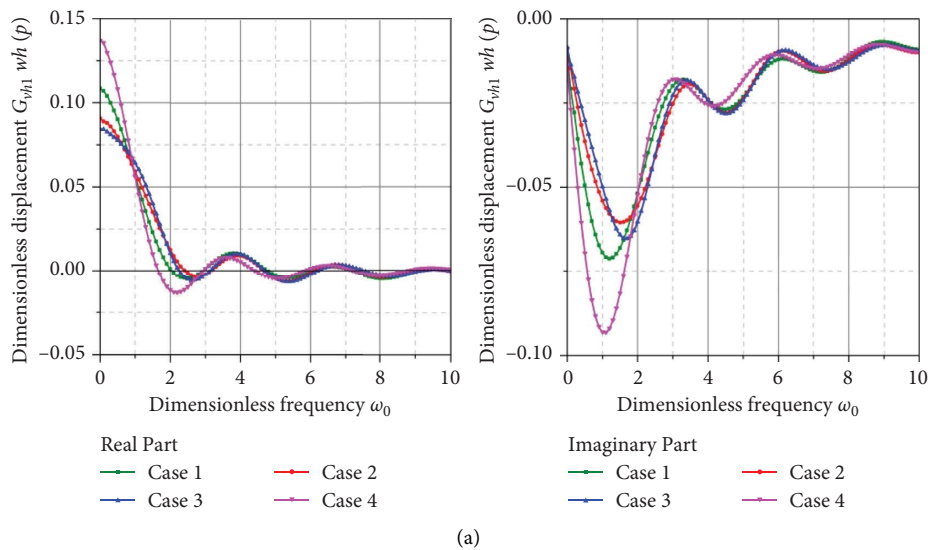 Dimensionless displacement G_vh1 wh (p)
0.15
0.10
0.05
0.00
−0.05
0 2 4 6 8 10
Dimensionless frequency ω0
Real Part
Case 1 Case 2
Case 3 Case 4
Dimensionless displacement G_vh1 wh (p)
0.00
−0.05
−0.10
0 2 4 6 8 10
Dimensionless frequency ω0
Imaginary Part
Case 1 Case 2
Case 3 Case 4
(a)